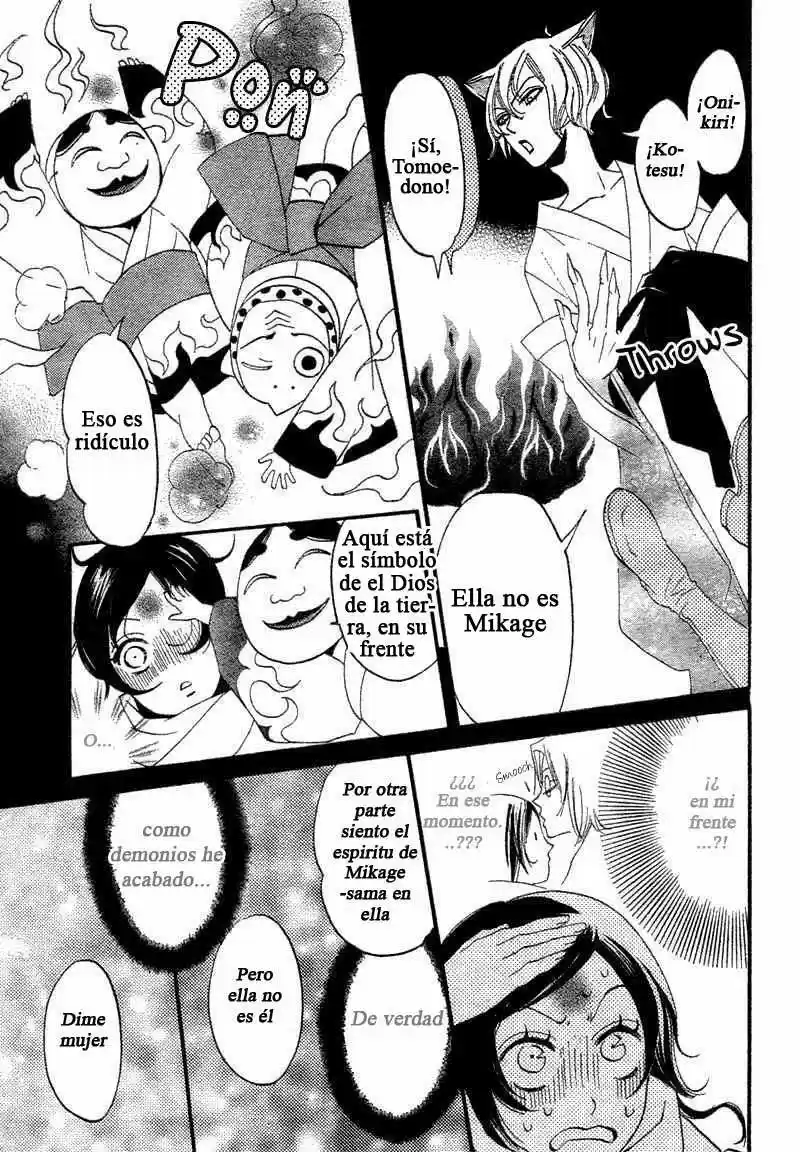 ¡Oni-
kiri!
¡Ko-
tesu!
¡Sí,
Tomoe-
dono!
Throws
Ella no es
Mikage
Рой
Eso es
ridículo
Aquí está
el símbolo
de el Dios
de la tier-
ra, en su
frente
O...
¡¿
en mi
frente
...?!
Smooch
¿¿¿
En ese
momento.
..???
Por otra
parte
siento el
espiritu de
Mikage
-sama en
ella
como
demonios he
acabado...
De verdad
Pero
ella no
es él
Dime
mujer